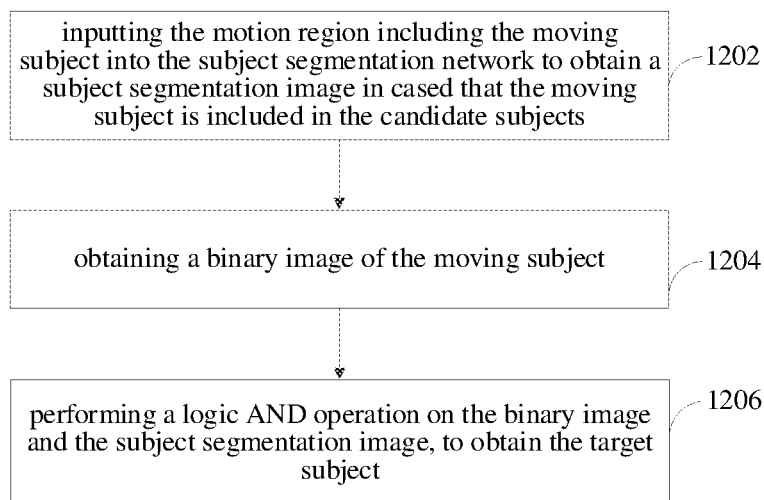 inputting the motion region including the moving
subject into the subject segmentation network to obtain a
subject segmentation image in cased that the moving
subject is included in the candidate subjects
1202
obtaining a binary image of the moving subject
1204
performing a logic AND operation on the binary image
and the subject segmentation image, to obtain the target
subject
1206